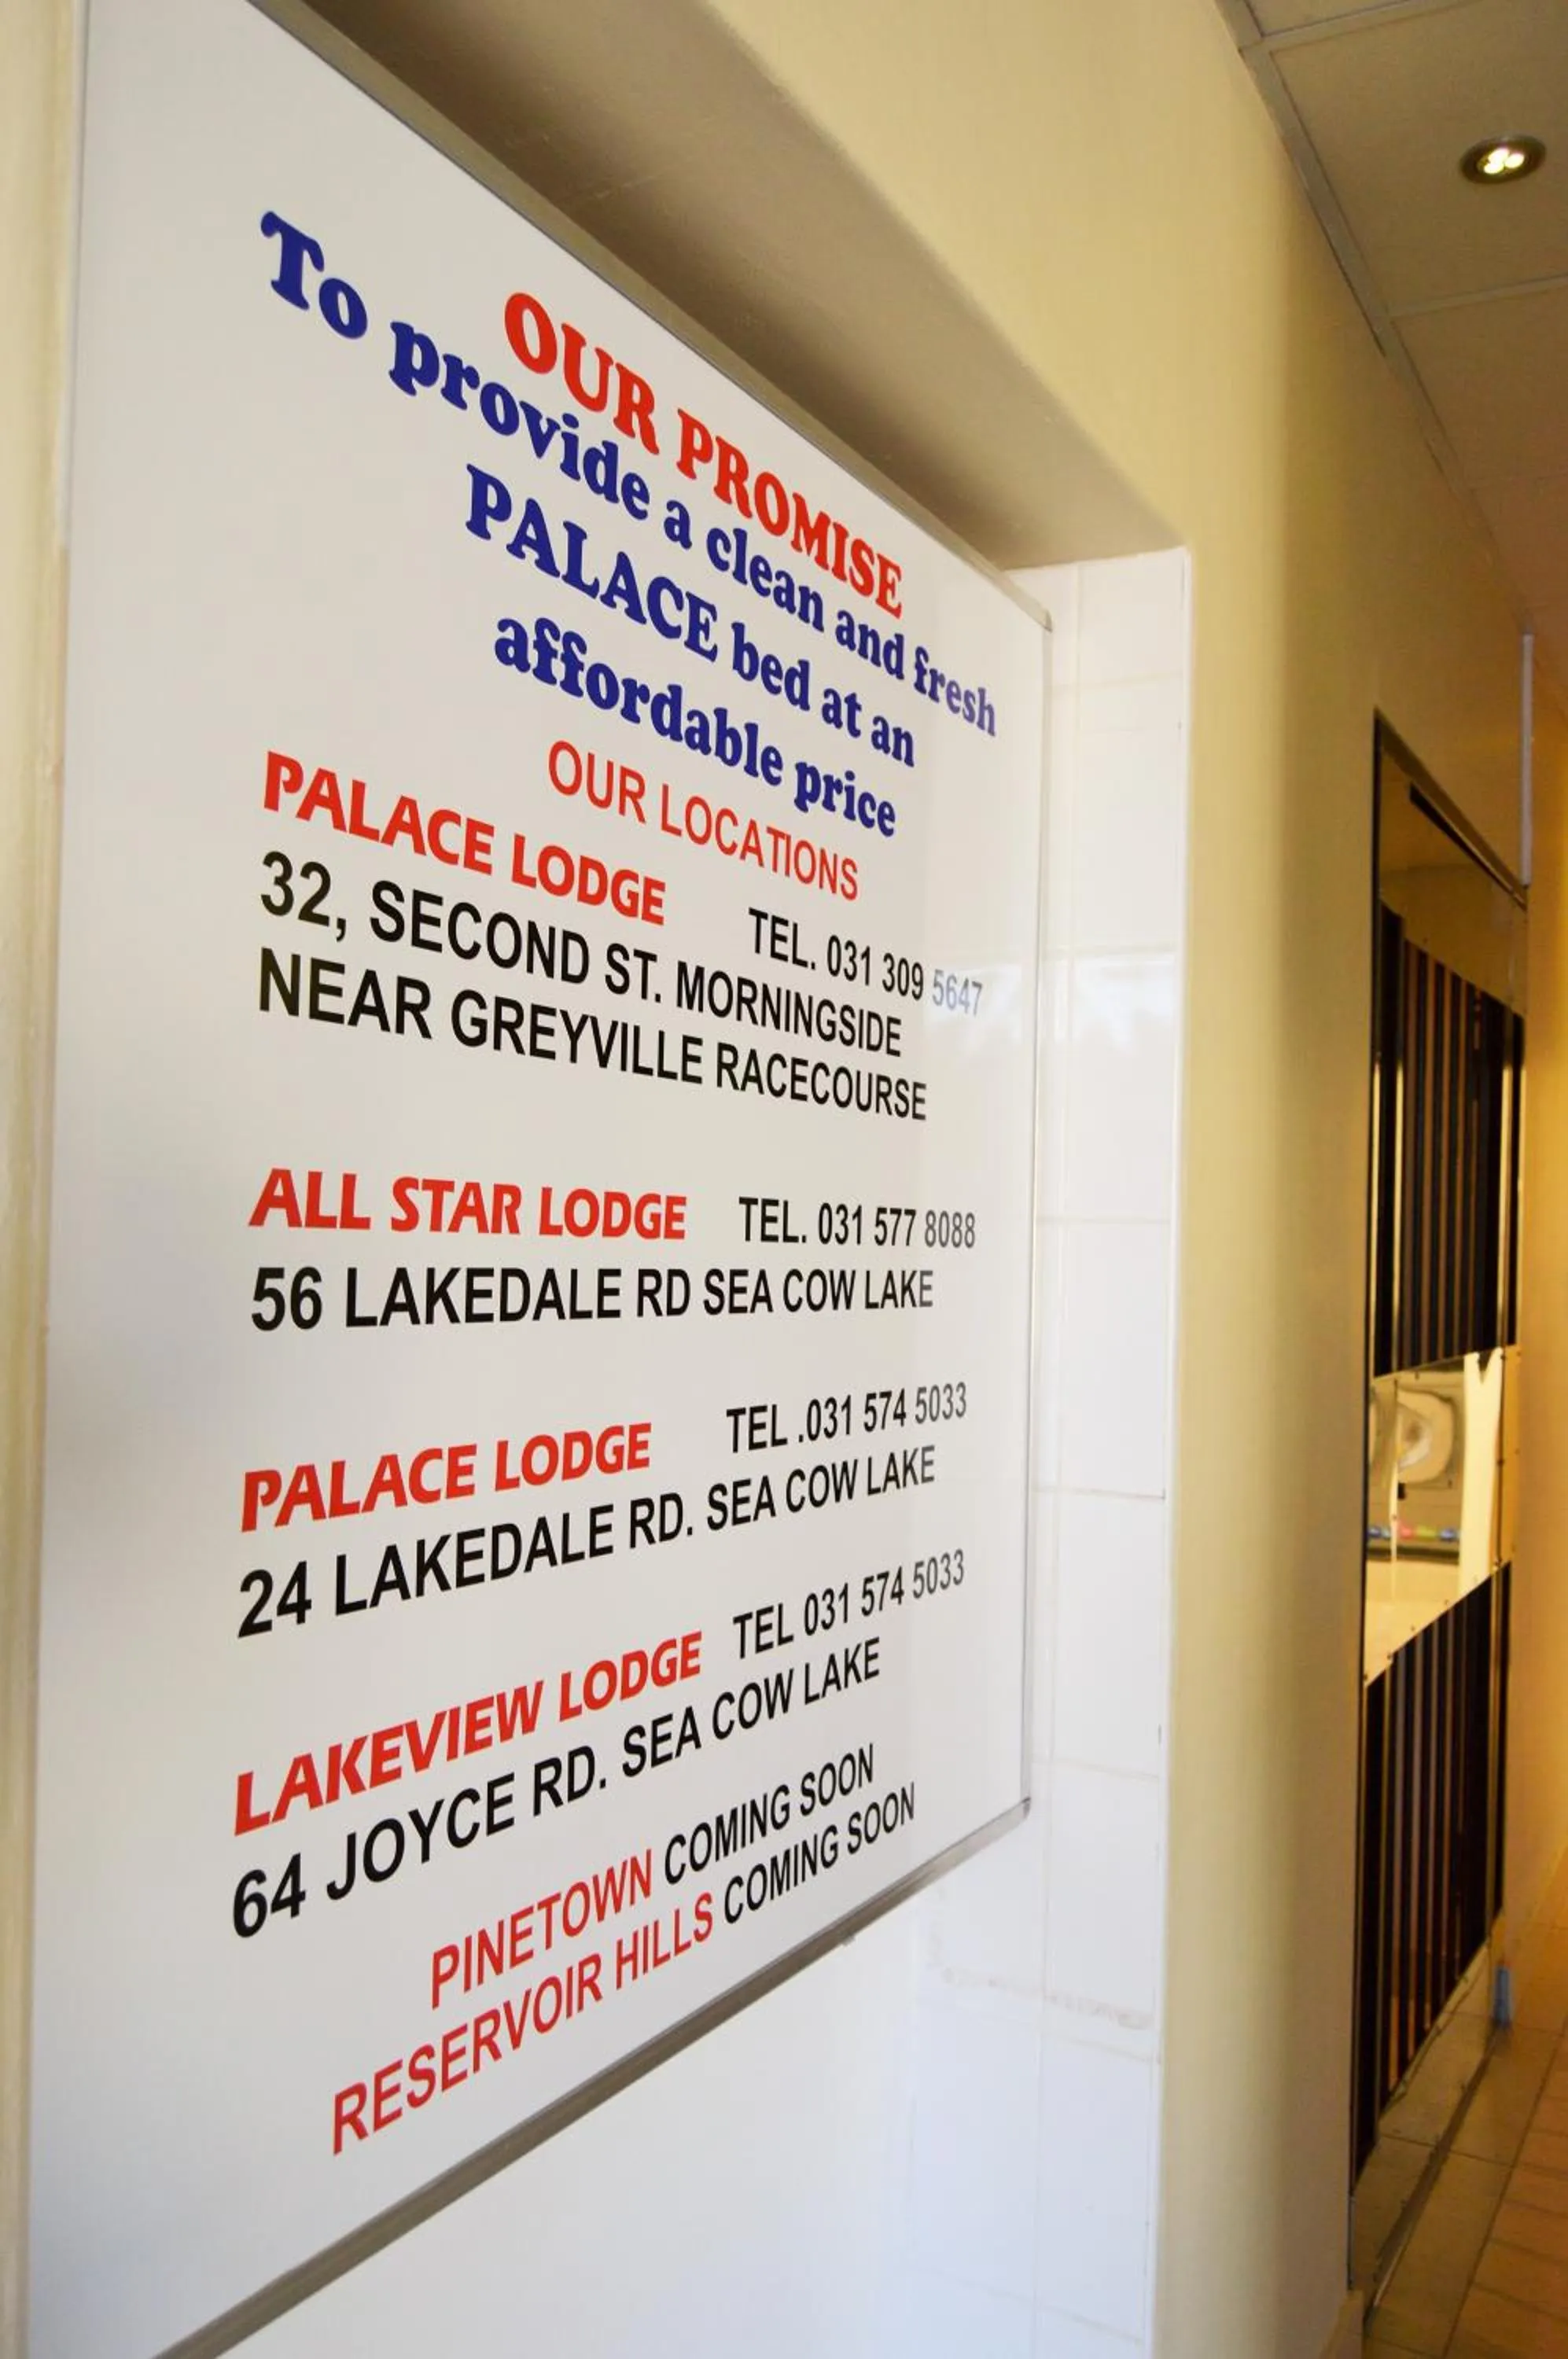 OUR PROMISE
To provide a clean and fresh
PALACE bed at an
affordable price
OUR LOCATIONS
PALACE LODGE TEL. 031 309 5647
32, SECOND ST. MORNINGSIDE
NEAR GREYVILLE RACECOURSE
ALL STAR LODGE TEL. 031 577 8088
56 LAKEDALE RD SEA COW LAKE
PALACE LODGE TEL .031 574 5033
24 LAKEDALE RD. SEA COW LAKE
LAKEVIEW LODGE TEL 031 574 5033
64 JOYCE RD. SEA COW LAKE
PINETOWN COMING SOON
RESERVOIR HILLS COMING SOON